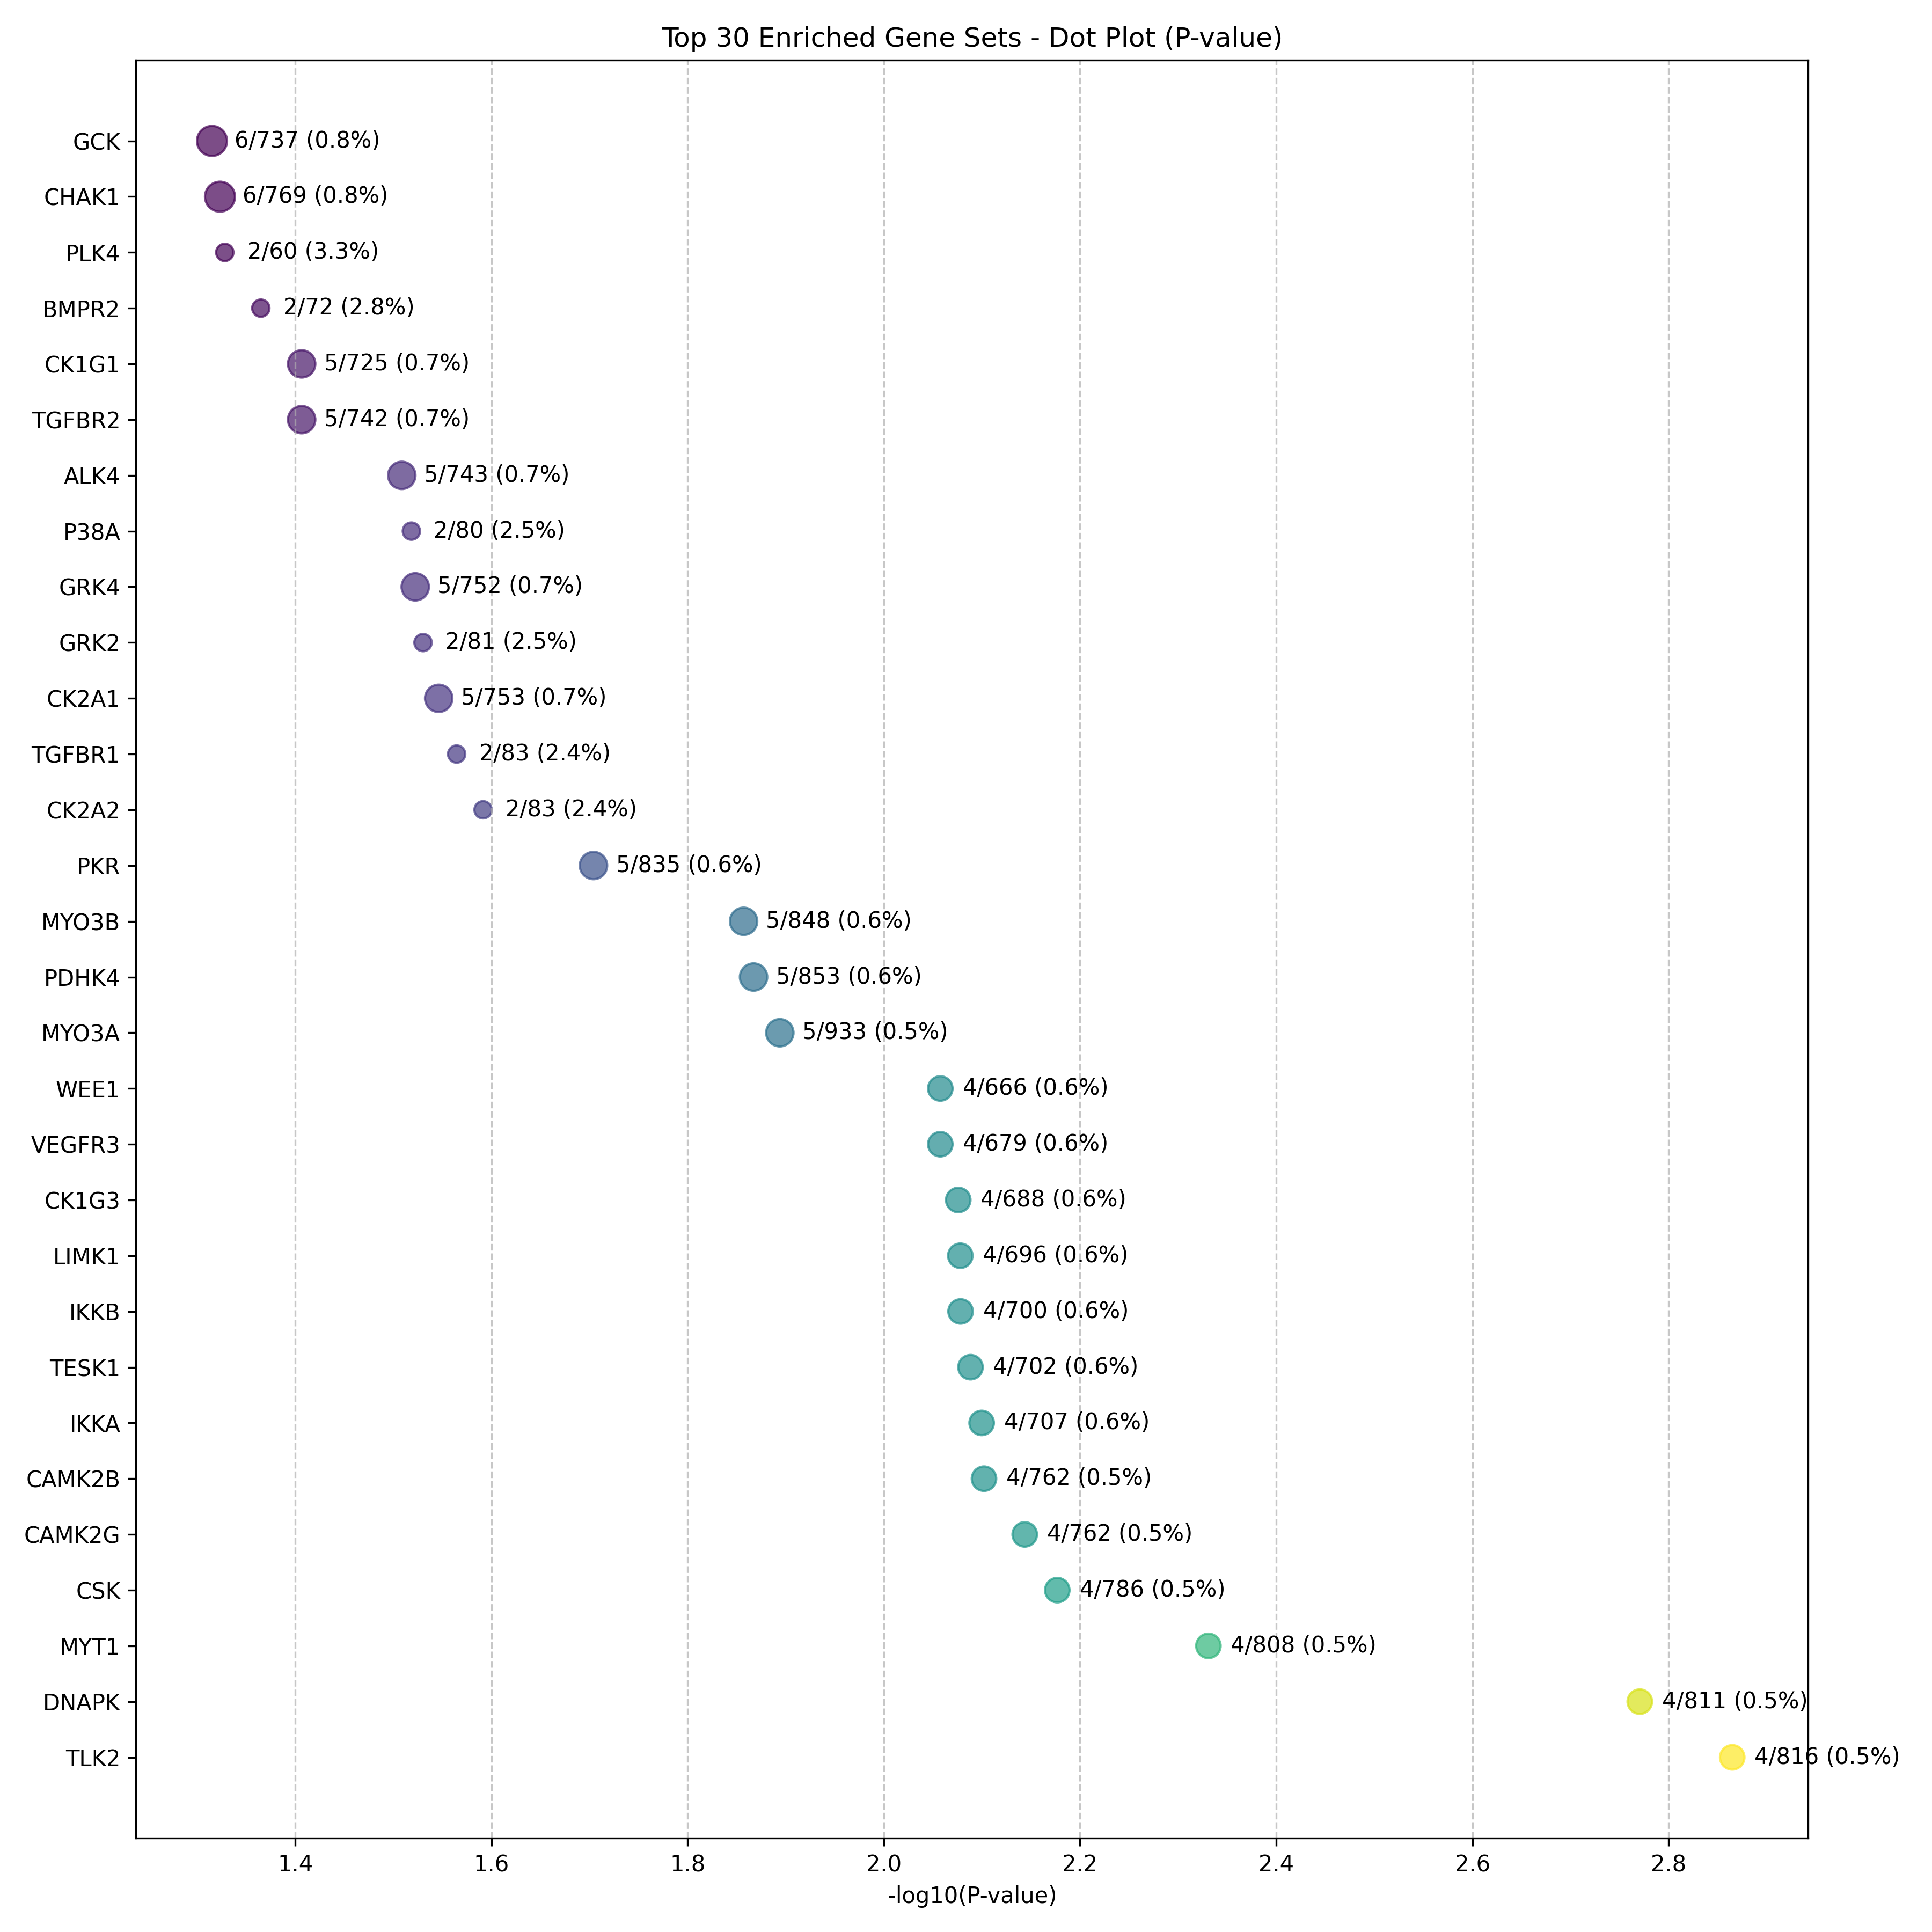 Top 30 Enriched Gene Sets - Dot Plot (P-value)
GCK 6/737 (0.8%)
CHAK1 6/769 (0.8%)
PLK4 2/60 (3.3%)
BMPR2 2/72 (2.8%)
CK1G1 5/725 (0.7%)
TGFBR2 5/742 (0.7%)
ALK4 5/743 (0.7%)
P38A 2/80 (2.5%)
GRK4 5/752 (0.7%)
GRK2 2/81 (2.5%)
CK2A1 5/753 (0.7%)
TGFBR1 2/83 (2.4%)
CK2A2 2/83 (2.4%)
PKR 5/835 (0.6%)
MYO3B 5/848 (0.6%)
PDHK4 5/853 (0.6%)
MYO3A 5/933 (0.5%)
WEE1 4/666 (0.6%)
VEGFR3 4/679 (0.6%)
CK1G3 4/688 (0.6%)
LIMK1 4/696 (0.6%)
IKKB 4/700 (0.6%)
TESK1 4/702 (0.6%)
IKKA 4/707 (0.6%)
CAMK2B 4/762 (0.5%)
CAMK2G 4/762 (0.5%)
CSK 4/786 (0.5%)
MYT1 4/808 (0.5%)
DNAPK 4/811 (0.5%)
TLK2 4/816 (0.5%)
1.4 1.6 1.8 2.0 2.2 2.4 2.6 2.8
-log10(P-value)